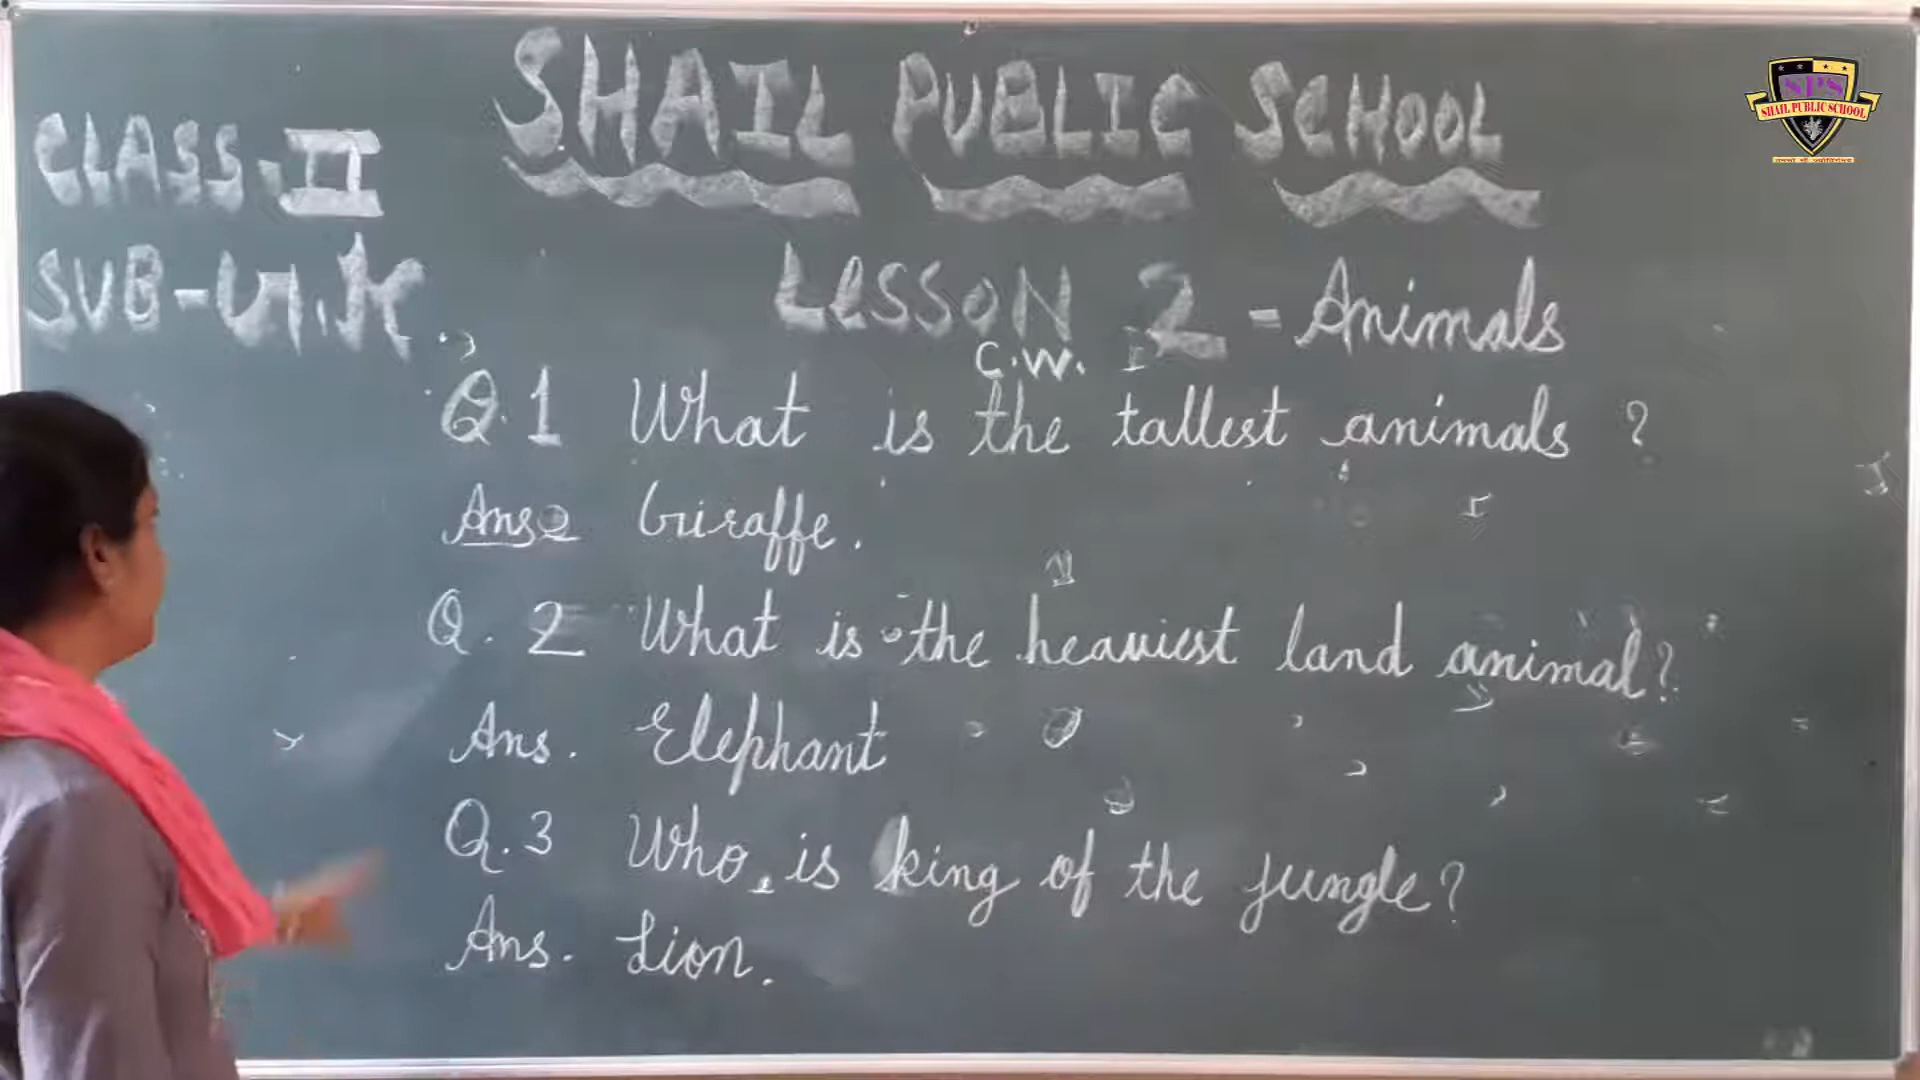 SHAIL PUBLIC SCHOOL
SPS
SHAIL PUBLIC SCHOOL
CLASS-II
SUB-G.K
LESSON 2 - Animals
C.W.
Q.1 What is the tallest animals ?
Ans Giraffe.
Q. 2 What is the heaviest land animal?
Ans. Elephant
Q.3 Who is king of the jungle?
Ans. Lion.